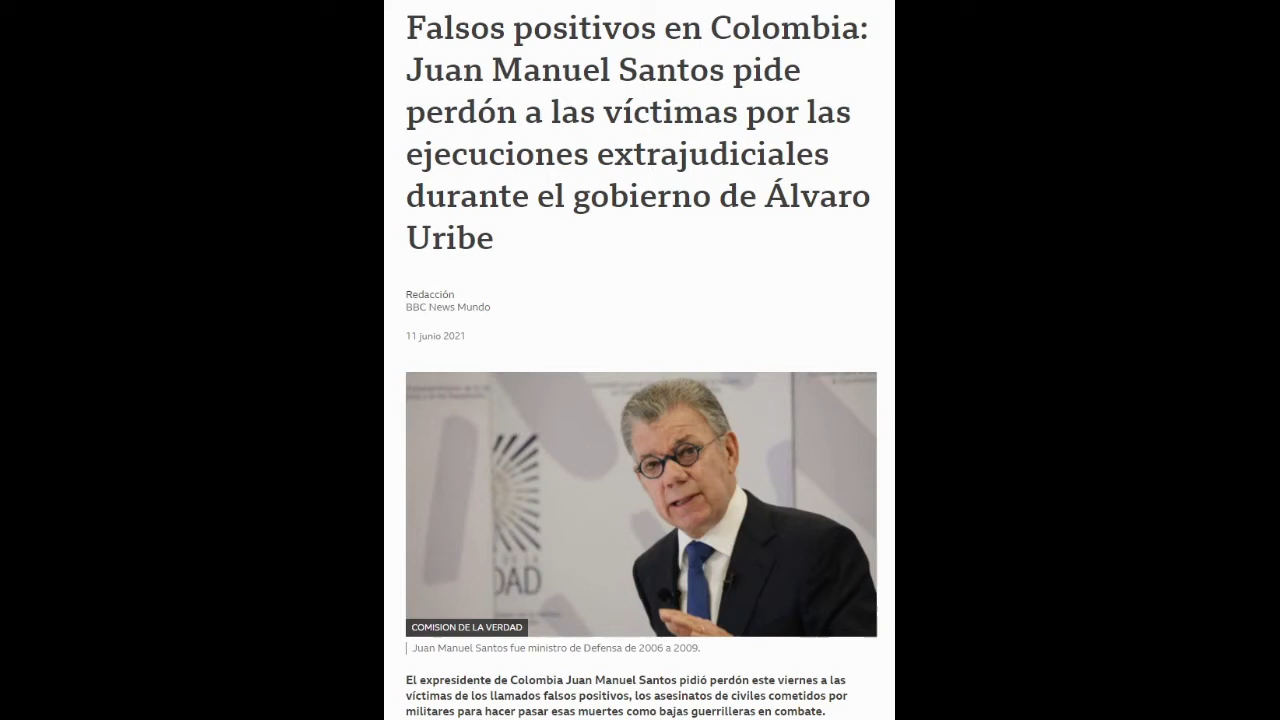 Falsos positivos en Colombia:
Juan Manuel Santos pide
perdón a las víctimas por las
ejecuciones extrajudiciales
durante el gobierno de Álvaro
Uribe
Redacción
BBC News Mundo
11 junio 2021
DAD
COMISION DE LA VERDAD
Juan Manuel Santos fue ministro de Defensa de 2006 a 2009.
El expresidente de Colombia Juan Manuel Santos pidió perdón este viernes a las
víctimas de los llamados falsos positivos, los asesinatos de civiles cometidos por
militares para hacer pasar esas muertes como bajas guerrilleras en combate.